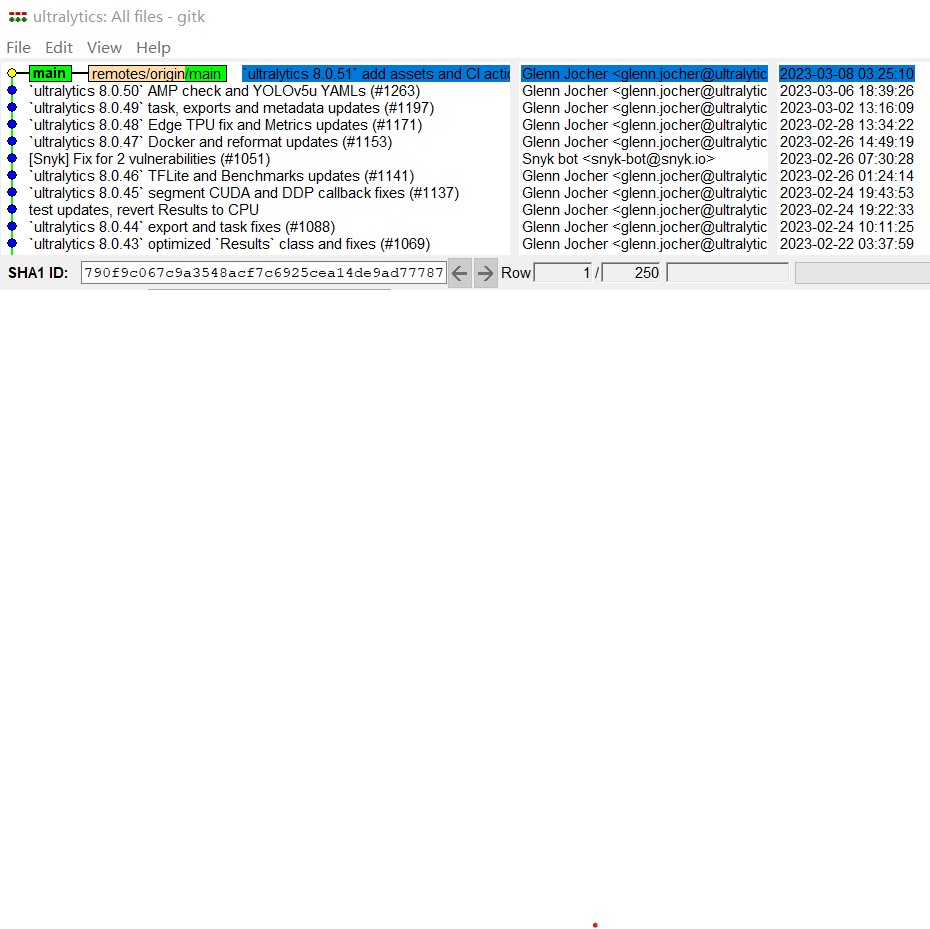 ultralytics: All files - gitk
File Edit View Help
main remotes/origin/main `ultralytics 8.0.51` add assets and CI actic Glenn Jocher <glenn.jocher@ultralytic 2023-03-08 03:25:10
`ultralytics 8.0.50` AMP check and YOLOv5u YAMLs (#1263) Glenn Jocher <glenn.jocher@ultralytic 2023-03-06 18:39:26
`ultralytics 8.0.49` task, exports and metadata updates (#1197) Glenn Jocher <glenn.jocher@ultralytic 2023-03-02 13:16:09
`ultralytics 8.0.48` Edge TPU fix and Metrics updates (#1171) Glenn Jocher <glenn.jocher@ultralytic 2023-02-28 13:34:22
`ultralytics 8.0.47` Docker and reformat updates (#1153) Glenn Jocher <glenn.jocher@ultralytic 2023-02-26 14:49:19
[Snyk] Fix for 2 vulnerabilities (#1051) Snyk bot <snyk-bot@snyk.io> 2023-02-26 07:30:28
`ultralytics 8.0.46` TFLite and Benchmarks updates (#1141) Glenn Jocher <glenn.jocher@ultralytic 2023-02-26 01:24:14
`ultralytics 8.0.45` segment CUDA and DDP callback fixes (#1137) Glenn Jocher <glenn.jocher@ultralytic 2023-02-24 19:43:53
test updates, revert Results to CPU Glenn Jocher <glenn.jocher@ultralytic 2023-02-24 19:22:33
`ultralytics 8.0.44` export and task fixes (#1088) Glenn Jocher <glenn.jocher@ultralytic 2023-02-24 10:11:25
`ultralytics 8.0.43` optimized `Results` class and fixes (#1069) Glenn Jocher <glenn.jocher@ultralytic 2023-02-22 03:37:59
SHA1 ID: 790f9c067c9a3548acf7c6925cea14de9ad77787 Row 1 / 250